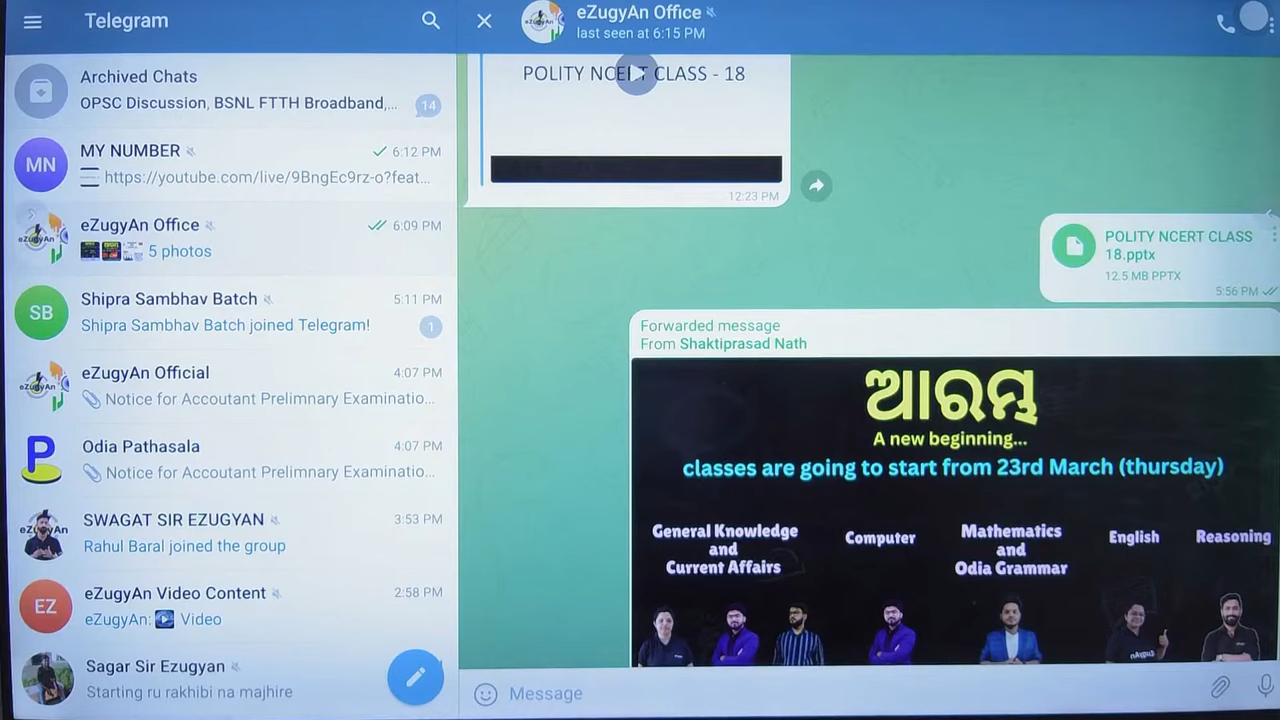 Telegram
Archived Chats
OPSC Discussion, BSNL FTTH Broadband,...
14
MN
MY NUMBER
6:12 PM
https://youtube.com/live/9BngEc9rz-o?feat...
eZugyAn
eZugyAn Office
6:09 PM
5 photos
SB
Shipra Sambhav Batch
5:11 PM
Shipra Sambhav Batch joined Telegram!
1
eZugyAn
eZugyAn Official
4:07 PM
Notice for Accoutant Prelimnary Examinatio...
P
Odia Pathasala
4:07 PM
Notice for Accoutant Prelimnary Examinatio...
SWAGAT SIR EZUGYAN
3:53 PM
Rahul Baral joined the group
EZ
eZugyAn Video Content
2:58 PM
eZugyAn: Video
Sagar Sir Ezugyan
Starting ru rakhibi na majhire
eZugyAn Office
last seen at 6:15 PM
POLITY NCERT CLASS - 18
12:23 PM
POLITY NCERT CLASS
18.pptx
12.5 MB PPTX
5:56 PM
Forwarded message
From Shaktiprasad Nath
ଆରମ୍ଭ
A new beginning...
classes are going to start from 23rd March (thursday)
General Knowledge
and
Current Affairs
Computer
Mathematics
and
Odia Grammar
English
Reasoning
Message